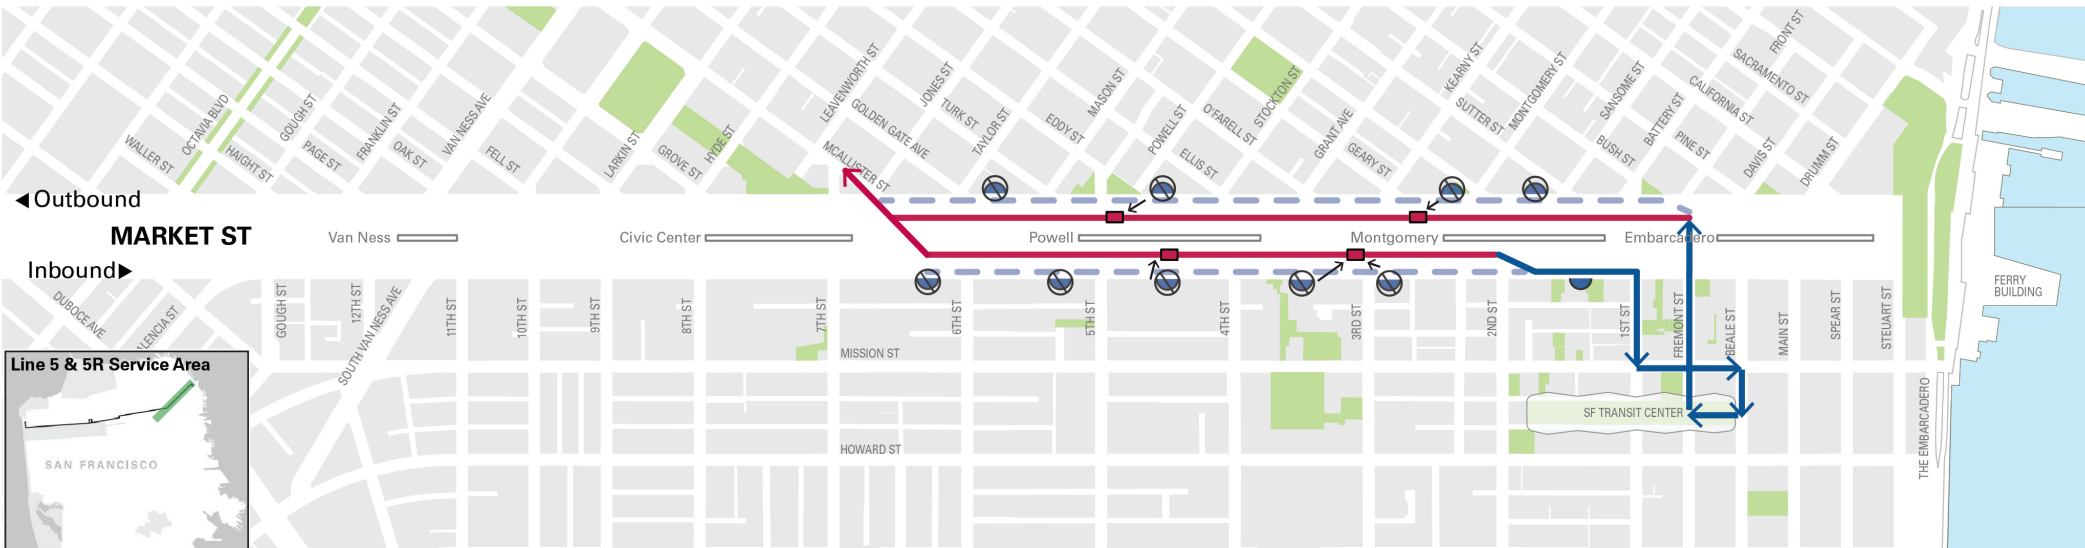 OCTAVIA BLVD
WALLER ST
HAIGHT ST
GOUGH ST
PAGE ST
FRANKLIN ST
OAK ST
VAN NESS AVE
FELL ST
LARKIN ST
GROVE ST
HYDE ST
LEAVENWORTH ST
MCALLISTER ST
GOLDEN GATE AVE
JONES ST
TURK ST
TAYLOR ST
EDDY ST
MASON ST
POWELL ST
ELLIS ST
O'FARELL ST
STOCKTON ST
GRANT AVE
GEARY ST
KEARNY ST
SUTTER ST
MONTGOMERY ST
SANSOME ST
BUSH ST
BATTERY ST
PINE ST
CALIFORNIA ST
SACRAMENTO ST
FRONT ST
DAVIS ST
DRUMM ST
Outbound
MARKET ST
Inbound
Van Ness
Civic Center
Powell
Montgomery
Embarcadero
DUBOCE AVE
ALENCIA ST
GOUGH ST
12TH ST
SOUTH VAN NESS AVE
11TH ST
10TH ST
9TH ST
8TH ST
7TH ST
6TH ST
5TH ST
4TH ST
3RD ST
2ND ST
1ST ST
FREMONT ST
BEALE ST
MAIN ST
SPEAR ST
STEUART ST
FERRY
BUILDING
MISSION ST
HOWARD ST
SF TRANSIT CENTER
THE EMBARCADERO
Line 5 & 5R Service Area
SAN FRANCISCO